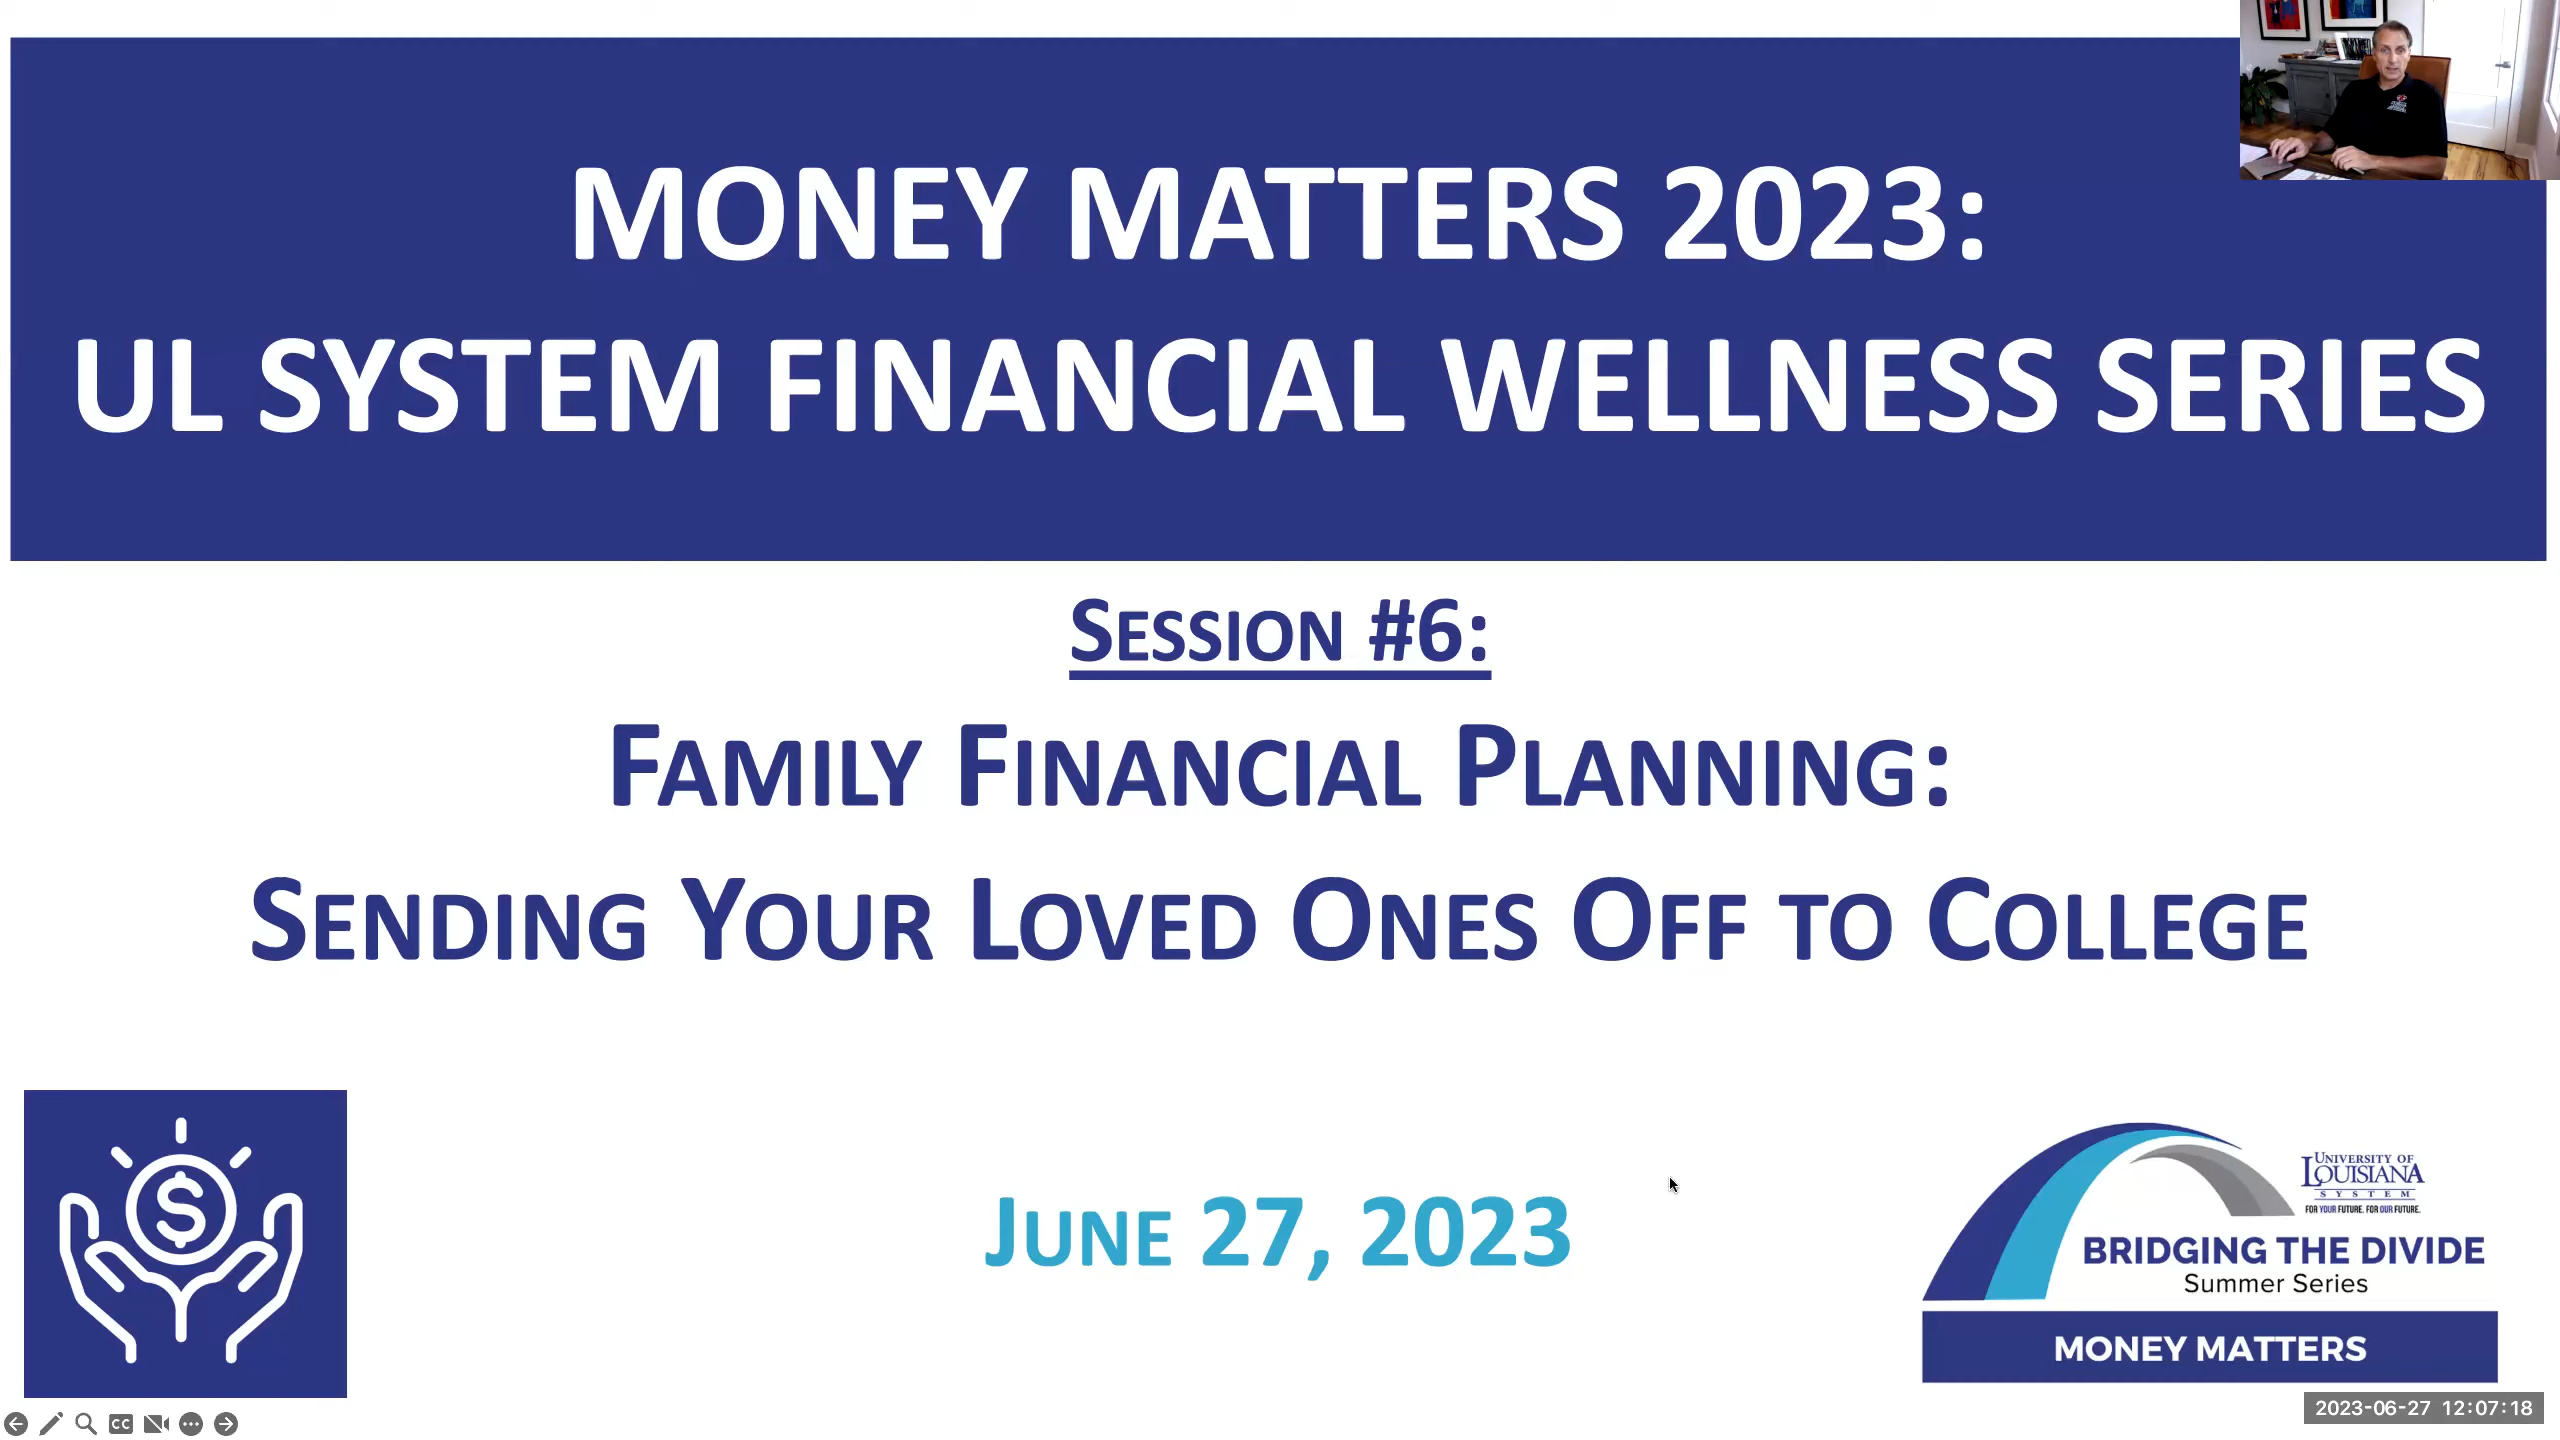 MONEY MATTERS 2023:
UL SYSTEM FINANCIAL WELLNESS SERIES
SESSION #6:
FAMILY FINANCIAL PLANNING:
SENDING YOUR LOVED ONES OFF TO COLLEGE
JUNE 27, 2023
$
UNIVERSITY OF
LOUISIANA
SYSTEM
FOR YOUR FUTURE. FOR OUR FUTURE.
BRIDGING THE DIVIDE
Summer Series
MONEY MATTERS
CC
2023-06-27 12:07:18